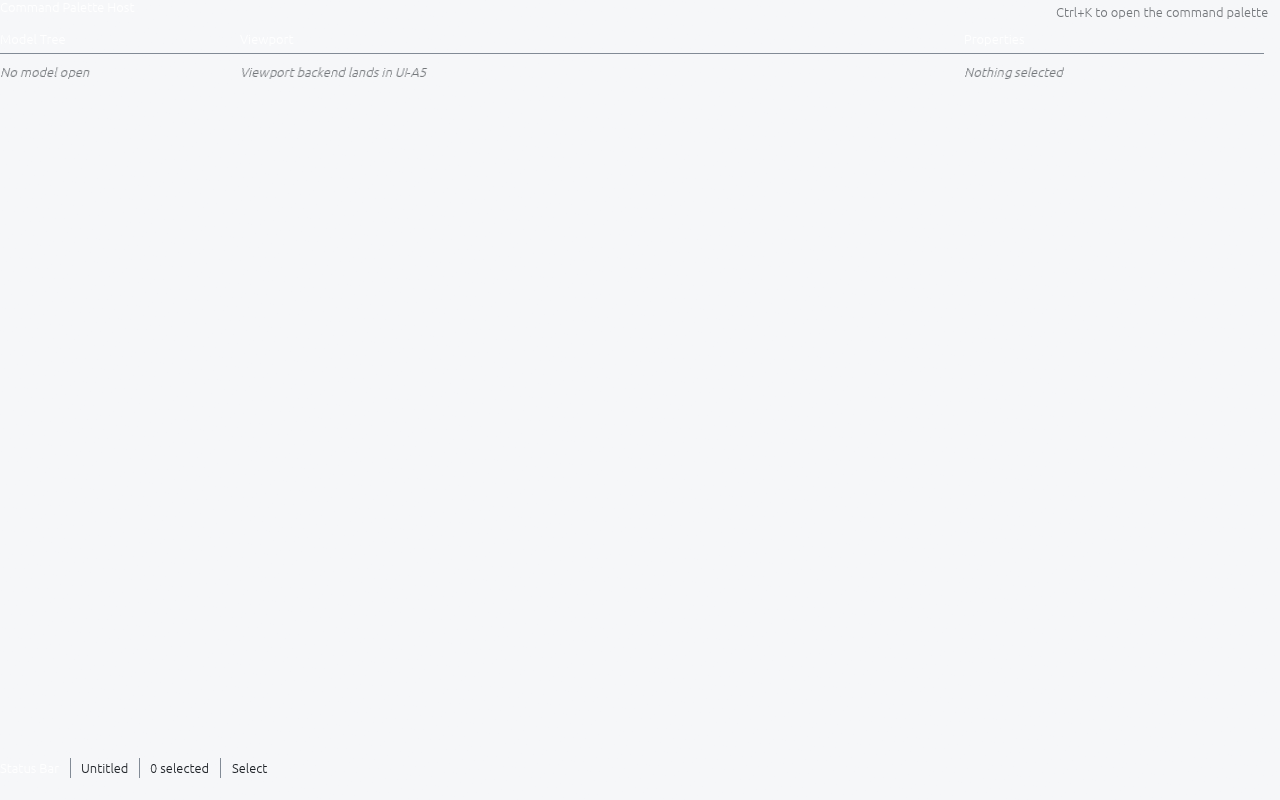 Command Palette Host
Ctrl+K to open the command palette
Model Tree
Viewport
Properties
No model open
Viewport backend lands in UI-A5
Nothing selected
Status Bar
Untitled
0 selected
Select